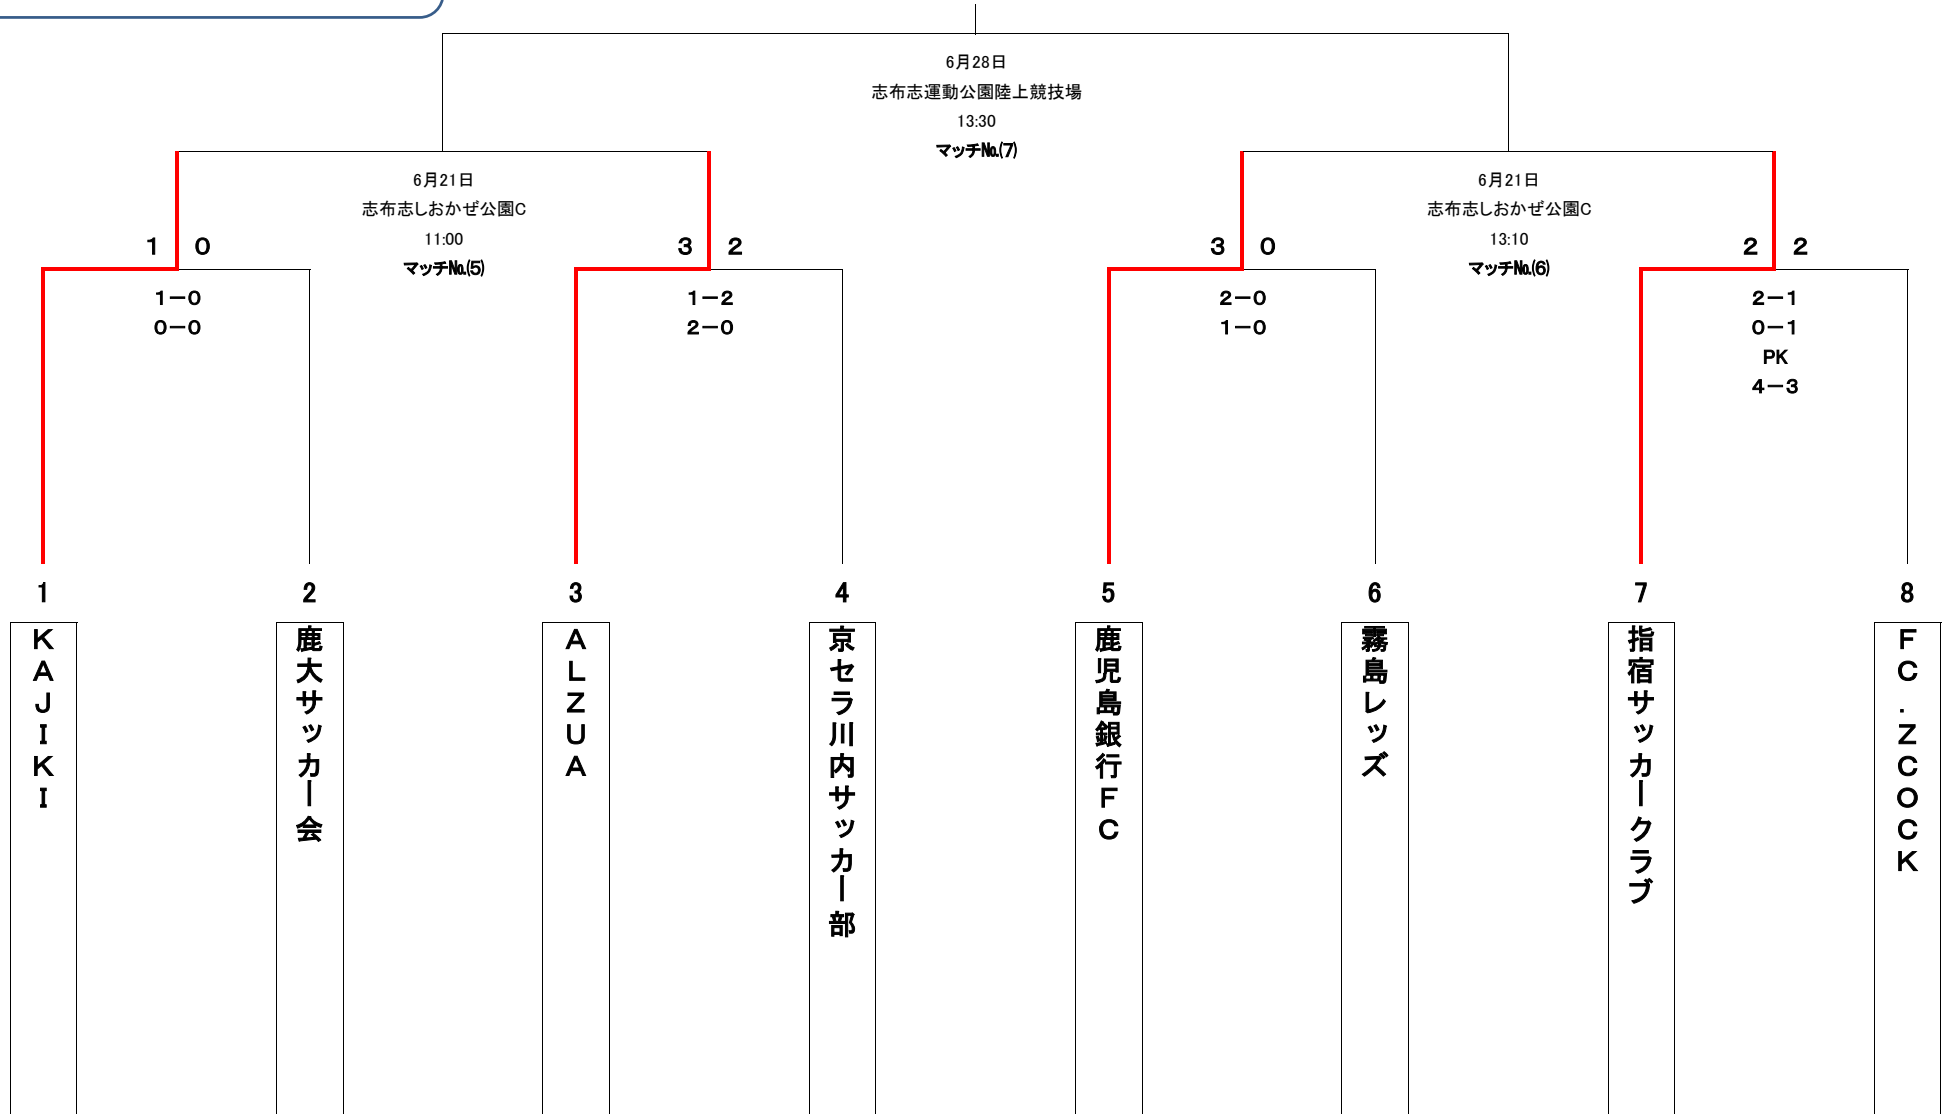 6月28日
志布志運動公園陸上競技場
13:30
マッチ№(7)
6月21日
志布志しおかぜ公園C
11:00
マッチ№(5)
6月21日
志布志しおかぜ公園C
13:10
マッチ№(6)
1 0
3 2
3 0
2 2
1－0
0－0
1－2
2－0
2－0
1－0
2－1
0－1
PK
4－3
1
2
3
4
5
6
7
8
ＫＡＪＩＫＩ
鹿大サッカー会
ＡＬＺＵＡ
京セラ川内サッカー部
鹿児島銀行ＦＣ
霧島レッズ
指宿サッカークラブ
ＦＣ．ＺＣＯＣＫ